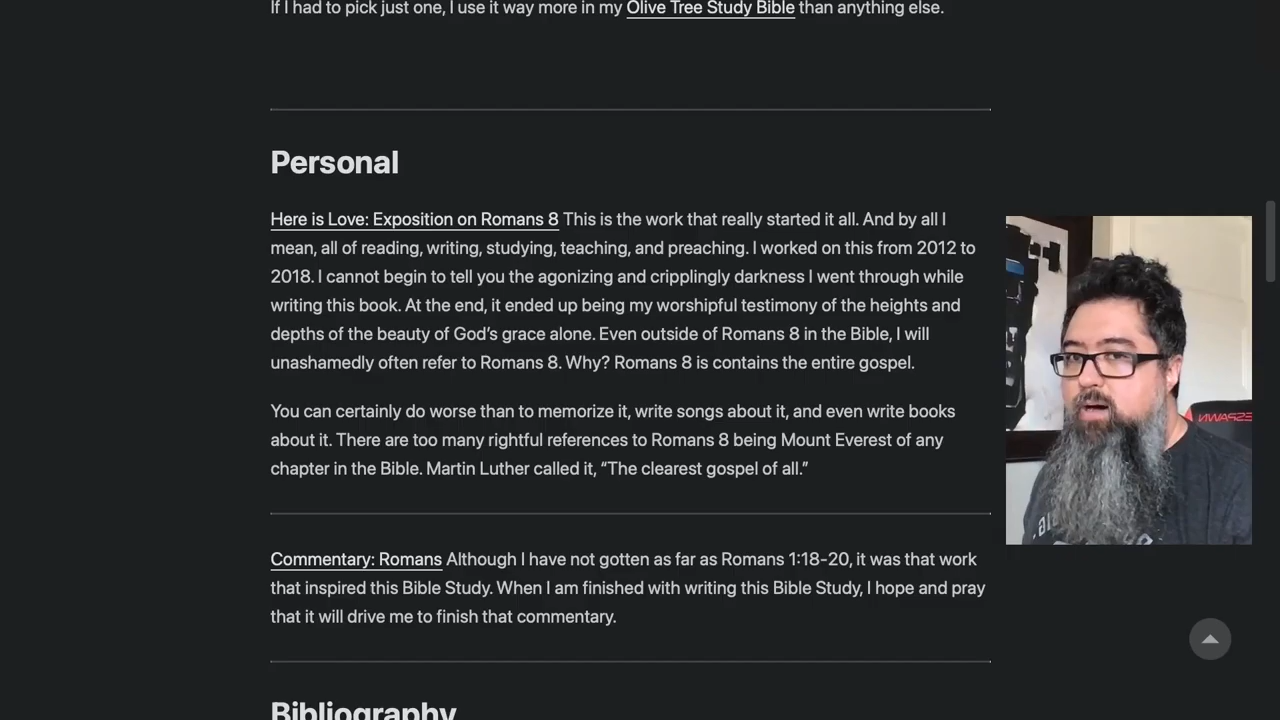 If I had to pick just one, I use it way more in my Olive Tree Study Bible than anything else.
Personal
Here is Love: Exposition on Romans 8 This is the work that really started it all. And by all I
mean, all of reading, writing, studying, teaching, and preaching. I worked on this from 2012 to
2018. I cannot begin to tell you the agonizing and cripplingly darkness I went through while
writing this book. At the end, it ended up being my worshipful testimony of the heights and
depths of the beauty of God’s grace alone. Even outside of Romans 8 in the Bible, I will
unashamedly often refer to Romans 8. Why? Romans 8 is contains the entire gospel.
You can certainly do worse than to memorize it, write songs about it, and even write books
about it. There are too many rightful references to Romans 8 being Mount Everest of any
chapter in the Bible. Martin Luther called it, “The clearest gospel of all.”
Commentary: Romans Although I have not gotten as far as Romans 1:18-20, it was that work
that inspired this Bible Study. When I am finished with writing this Bible Study, I hope and pray
that it will drive me to finish that commentary.
Bibliography